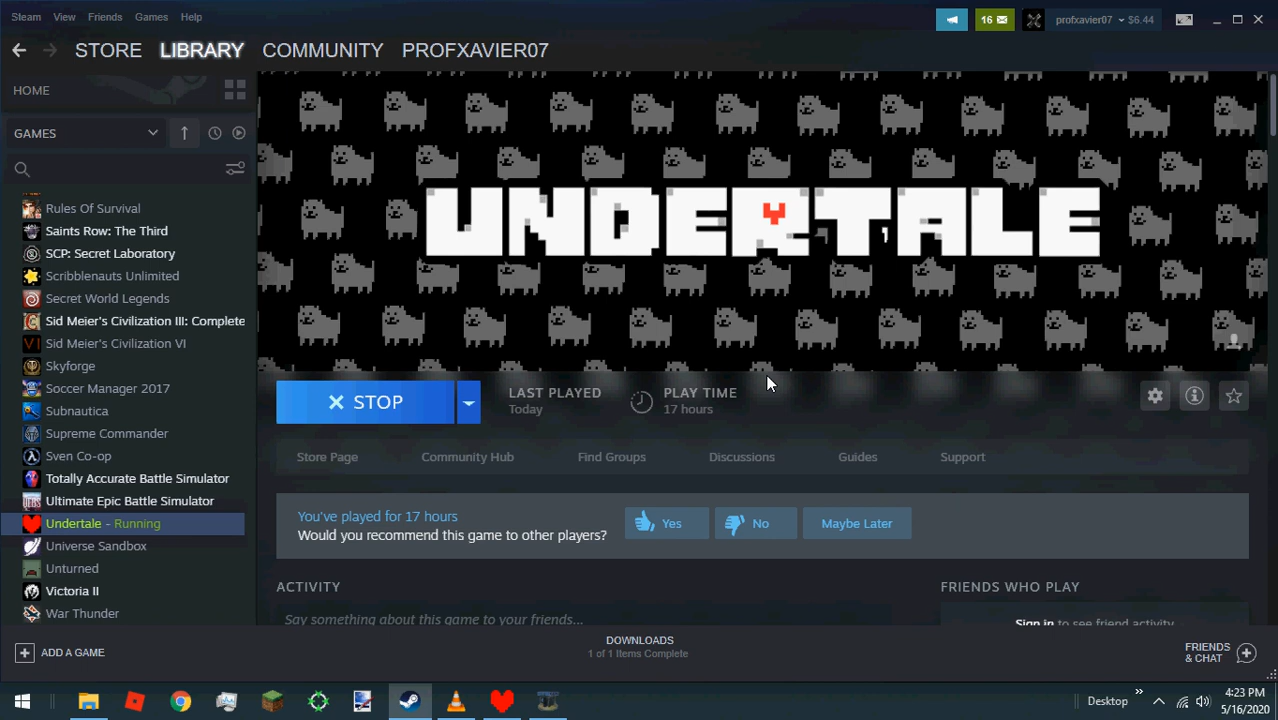 Steam View Friends Games Help
16 profxavier07 $6.44
STORE LIBRARY COMMUNITY PROFXAVIER07
HOME
GAMES
Rules Of Survival
Saints Row: The Third
SCP: Secret Laboratory
Scribblenauts Unlimited
Secret World Legends
Sid Meier's Civilization III: Complete
Sid Meier's Civilization VI
Skyforge
Soccer Manager 2017
Subnautica
Supreme Commander
Sven Co-op
Totally Accurate Battle Simulator
Ultimate Epic Battle Simulator
Undertale - Running
Universe Sandbox
Unturned
Victoria II
War Thunder
UNDERTALE
STOP
LAST PLAYED
Today
PLAY TIME
17 hours
Store Page Community Hub Find Groups Discussions Guides Support
You've played for 17 hours
Would you recommend this game to other players?
Yes No Maybe Later
ACTIVITY
Say something about this game to your friends...
FRIENDS WHO PLAY
Sign in to see friend activity
ADD A GAME
DOWNLOADS
1 of 1 Items Complete
FRIENDS
& CHAT
Desktop
4:23 PM
5/16/2020